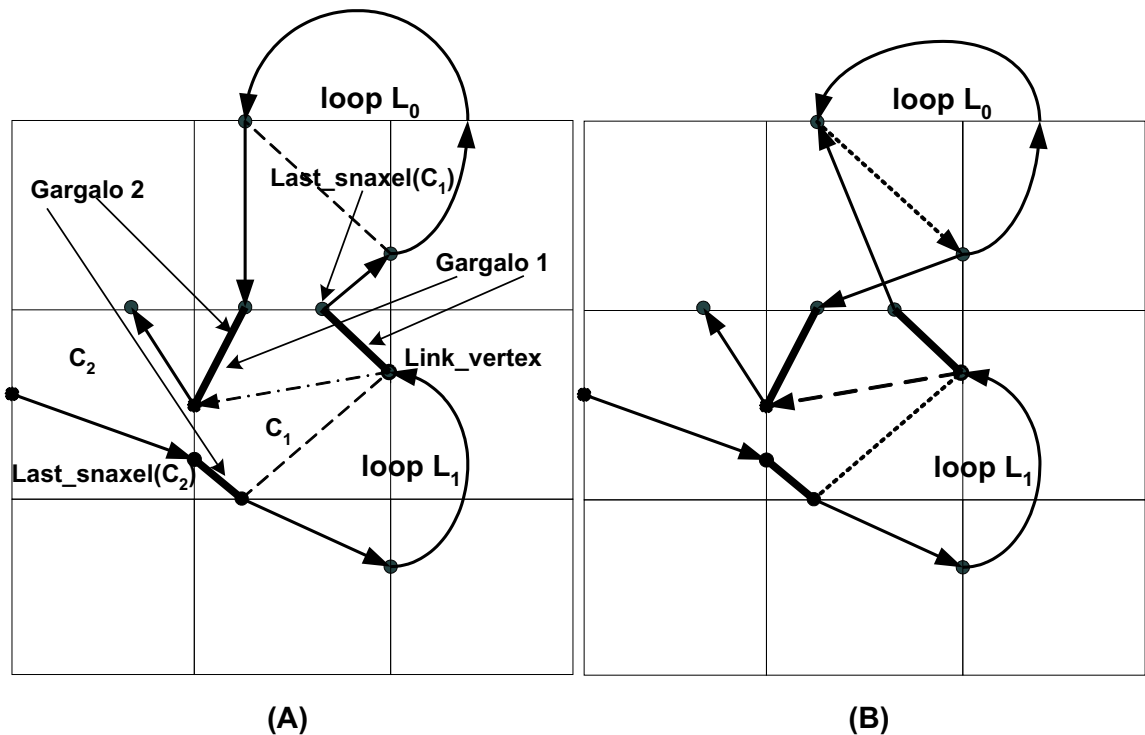 loop L0
loop L0
Last_snaxel(C1)
Gargalo 2
Gargalo 1
C2
Link_vertex
C1
Last_snaxel(C2)
loop L1
loop L1
(A)
(B)